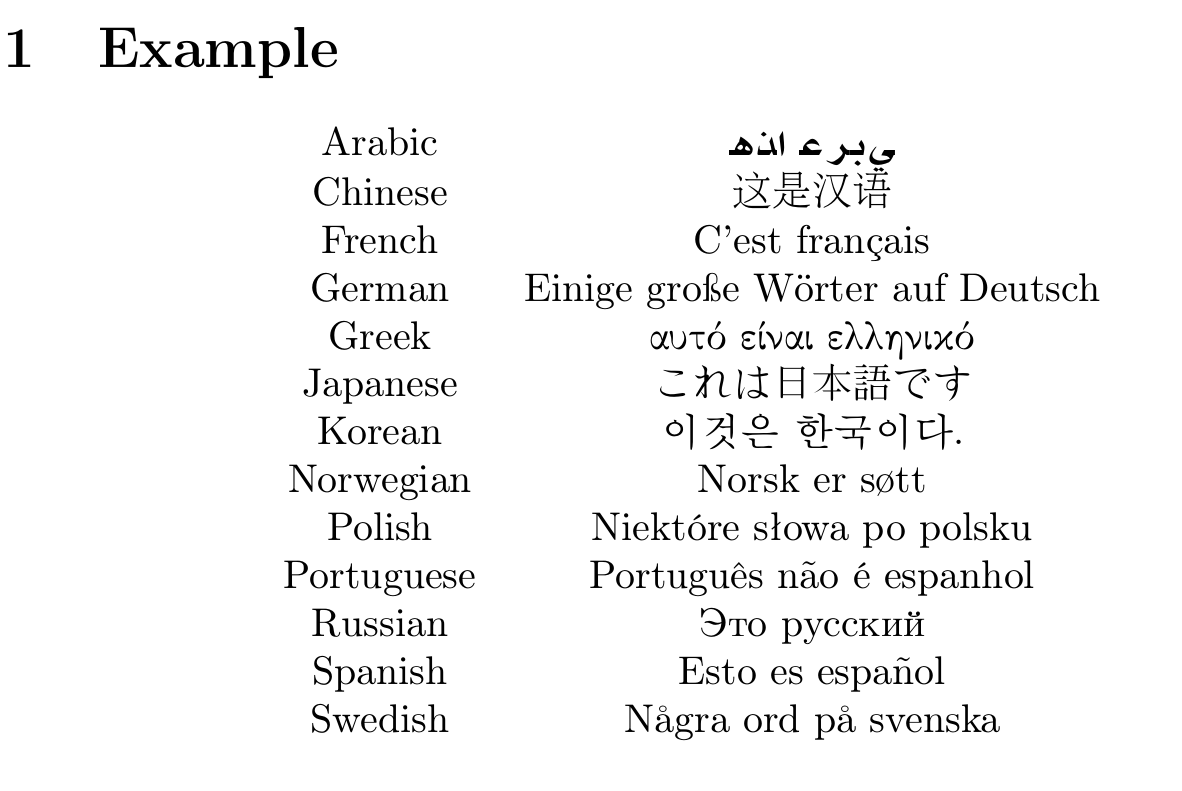 1 Example
Arabic هذا عربي
Chinese 这是汉语
French C'est français
German Einige große Wörter auf Deutsch
Greek αυτό είναι ελληνικό
Japanese これは日本語です
Korean 이것은 한국이다.
Norwegian Norsk er søtt
Polish Niektóre słowa po polsku
Portuguese Português não é espanhol
Russian Это русский
Spanish Esto es español
Swedish Några ord på svenska